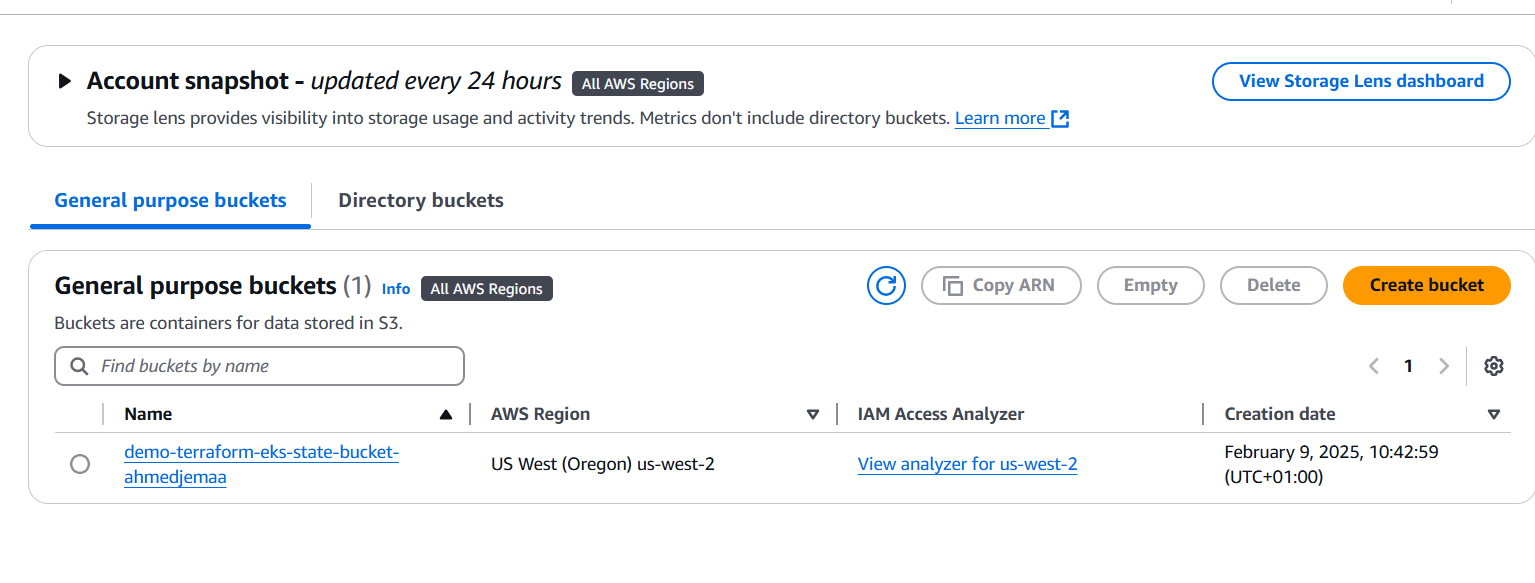 Account snapshot - updated every 24 hours All AWS Regions
View Storage Lens dashboard
Storage lens provides visibility into storage usage and activity trends. Metrics don't include directory buckets. Learn more
General purpose buckets
Directory buckets
General purpose buckets (1) Info All AWS Regions
Copy ARN
Empty
Delete
Create bucket
Buckets are containers for data stored in S3.
Find buckets by name
1
Name
AWS Region
IAM Access Analyzer
Creation date
demo-terraform-eks-state-bucket-
ahmedjemaa
US West (Oregon) us-west-2
View analyzer for us-west-2
February 9, 2025, 10:42:59
(UTC+01:00)